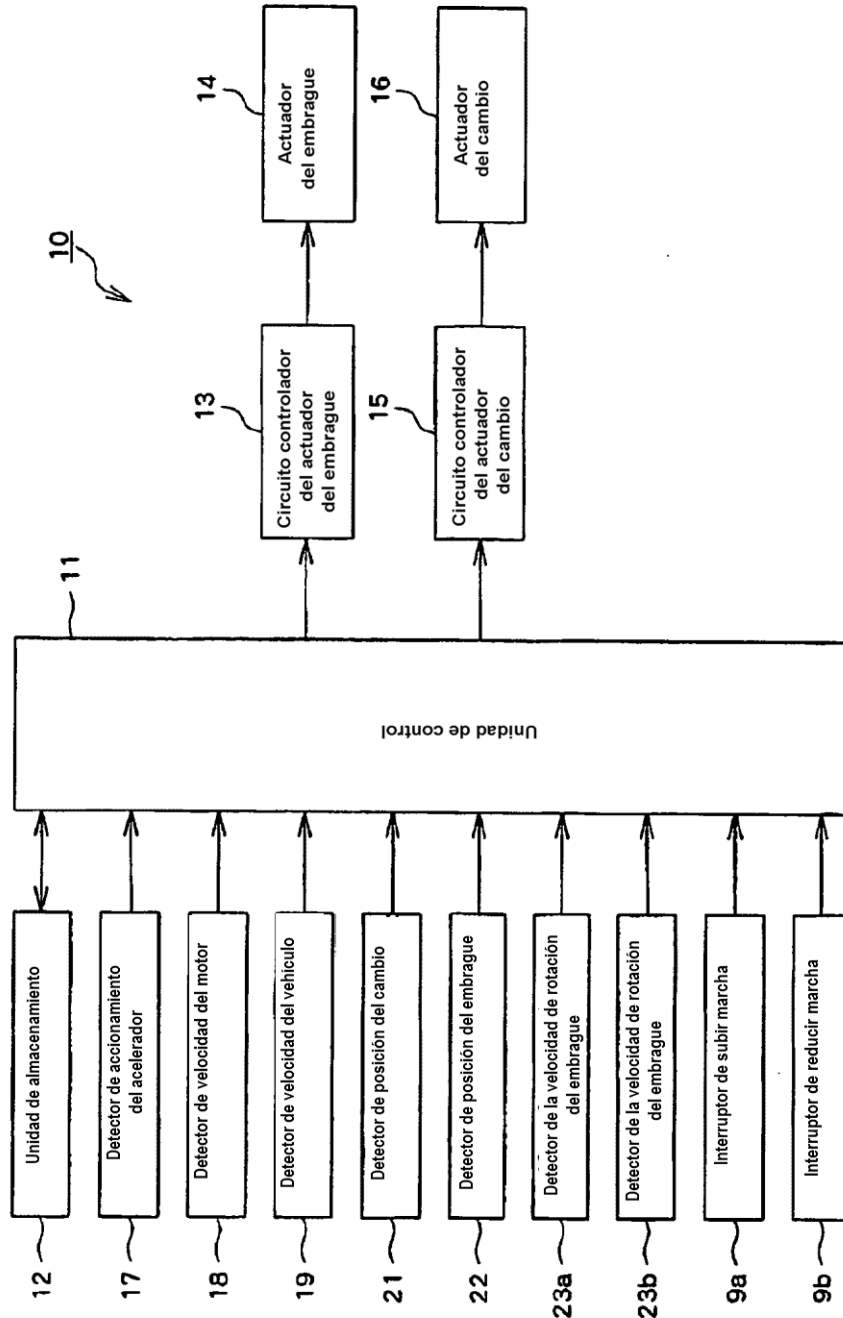 10
11
14
Actuador
del embrague
16
Actuador
del cambio
13
Circuito controlador
del actuador
del embrague
15
Circuito controlador
del actuador
del cambio
Unidad de control
12
Unidad de almacenamiento
17
Detector de accionamiento
del acelerador
18
Detector de velocidad del motor
19
Detector de velocidad del vehículo
21
Detector de posición del cambio
22
Detector de posición del embrague
23a
Detector de la velocidad de rotación
del embrague
23b
Detector de la velocidad de rotación
del embrague
9a
Interruptor de subir marcha
9b
Interruptor de reducir marcha